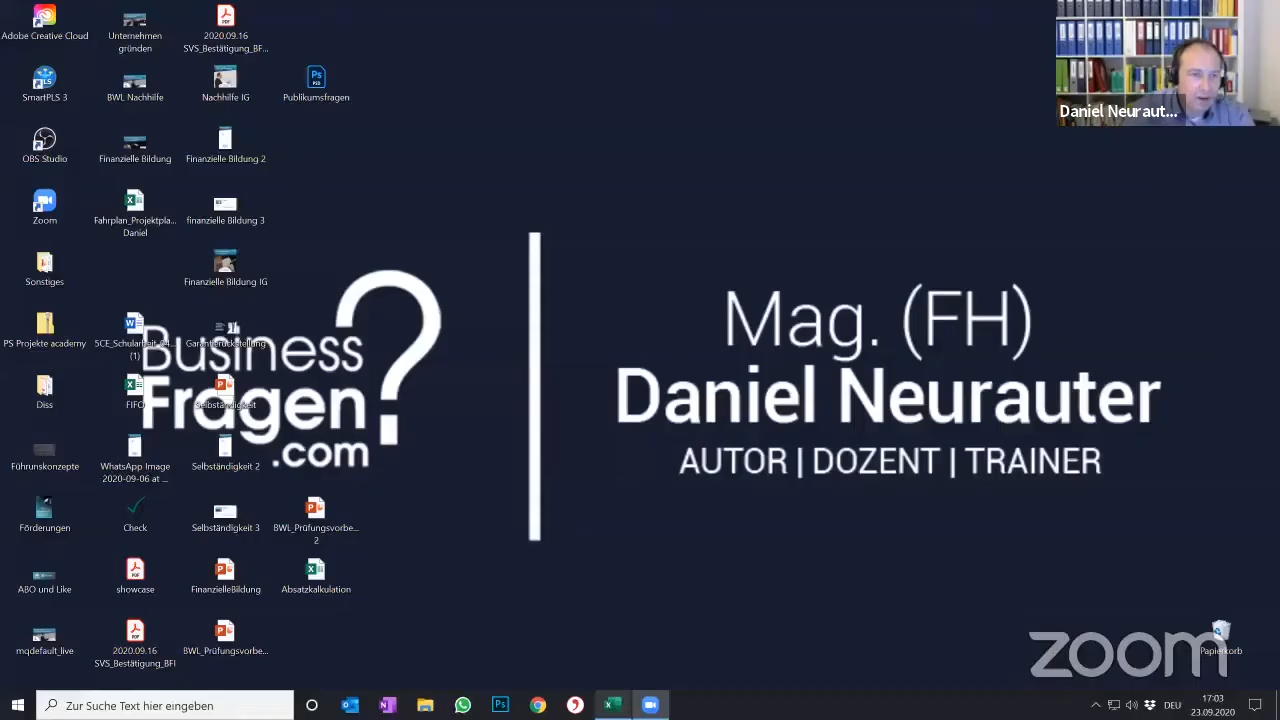 Adobe Creative Cloud
Unternehmen
gründen
2020.09.16
SVS_Bestätigung_BF...
SmartPLS 3
BWL Nachhilfe
Nachhilfe IG
Publikumsfragen
OBS Studio
Finanzielle Bildung
Finanzielle Bildung 2
Zoom
Fahrplan_Projektpla...
Daniel
finanzielle Bildung 3
Sonstiges
Finanzielle Bildung IG
PS Projekte academy
(1)
Garantierückstellung
Diss
FIFO
Selbständigkeit
Führunskonzepte
WhatsApp Image
2020-09-06 at ...
Selbständigkeit 2
Förderungen
Check
Selbständigkeit 3
BWL_Prüfungsvorbe...
2
ABO und Like
showcase
FinanzielleBildung
Absatzkalkulation
mqdefault_live
2020.09.16
SVS_Bestätigung_BFI
BWL_Prüfungsvorbe...
Business
Fragen?
.com
Mag. (FH)
Daniel Neurauter
AUTOR | DOZENT | TRAINER
Daniel Neuraut...
zoom
Papierkorb
Zur Suche Text hier eingeben
DEU
17:03
23.09.2020